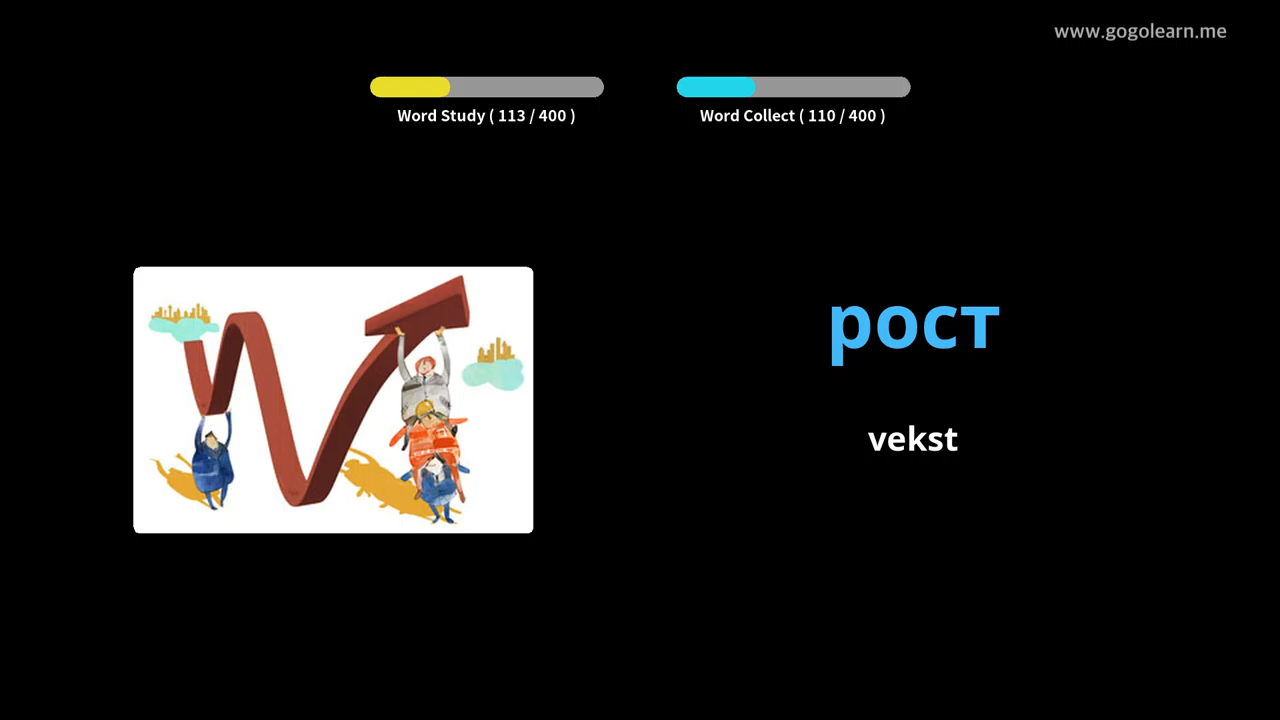 www.gogolearn.me
Word Study ( 113 / 400 )
Word Collect ( 110 / 400 )
рост
vekst